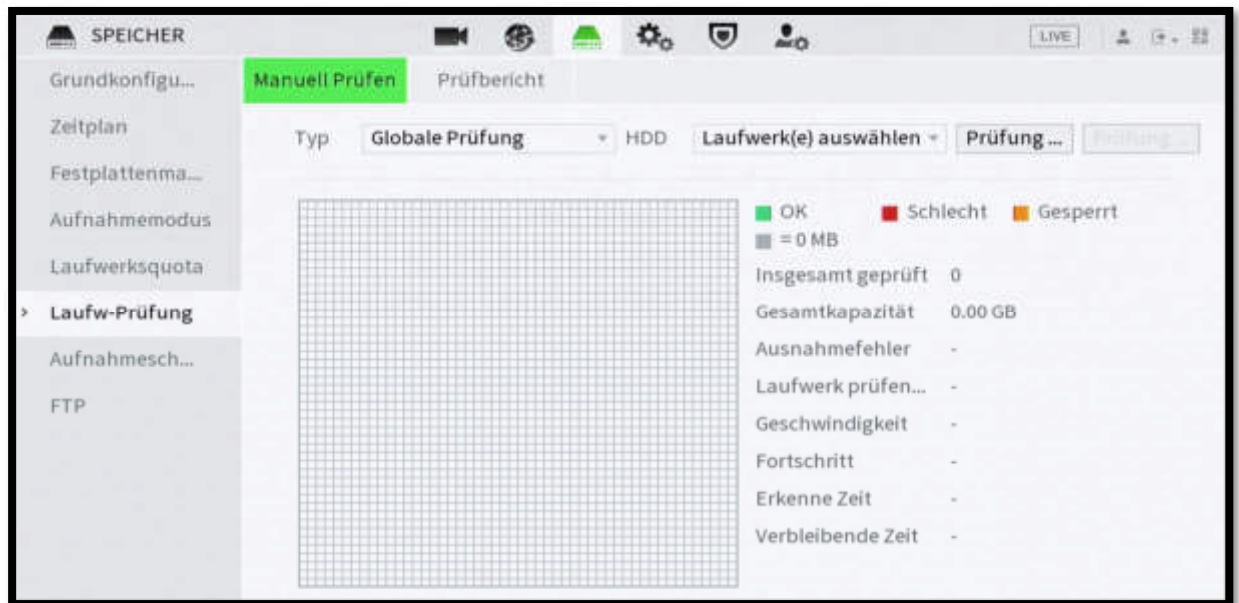 SPEICHER
LIVE
Grundkonfigu...
Manuell Prüfen
Prüfbericht
Zeitplan
Typ
Globale Prüfung
HDD
Laufwerk(e) auswählen
Prüfung ...
Prüfung ...
Festplattenma...
Aufnahmemodus
OK
Schlecht
Gesperrt
= 0 MB
Laufwerksquota
Insgesamt geprüft 0
Laufw-Prüfung
Gesamtkapazität 0.00 GB
Aufnahmesch...
Ausnahmefehler -
Laufwerk prüfen... -
FTP
Geschwindigkeit -
Fortschritt -
Erkenne Zeit -
Verbleibende Zeit -